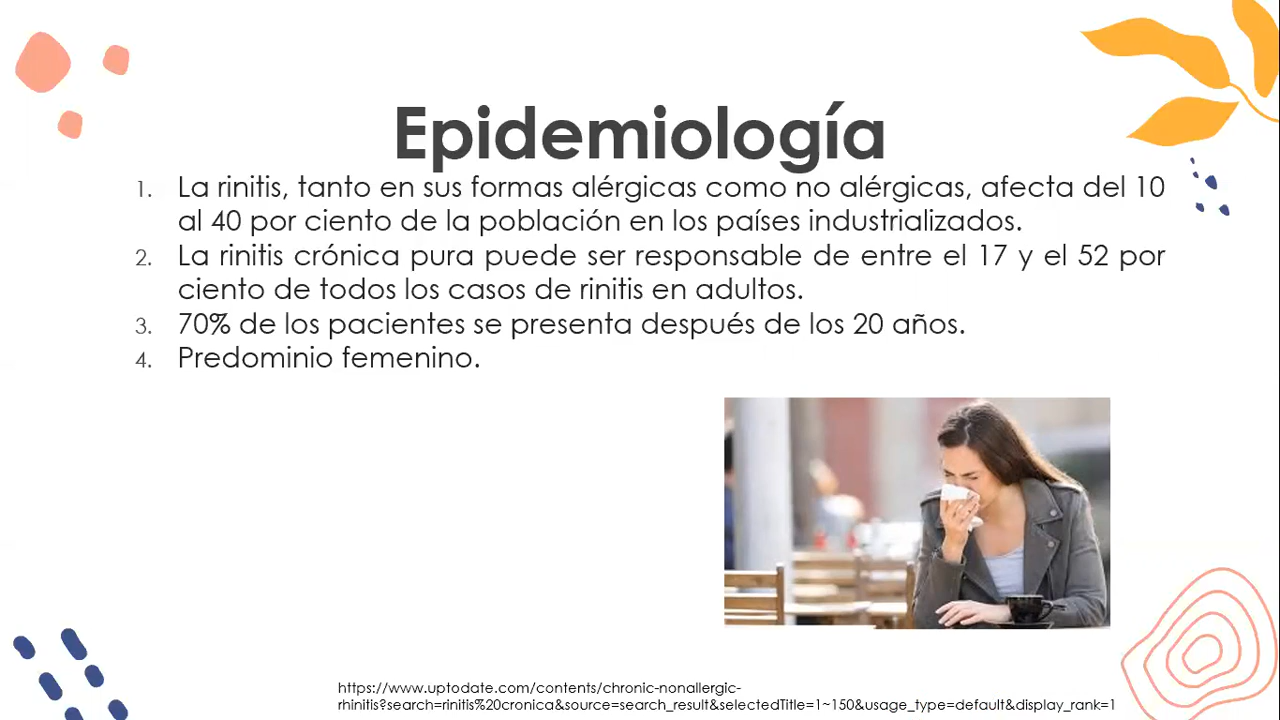 Epidemiología
1. La rinitis, tanto en sus formas alérgicas como no alérgicas, afecta del 10
al 40 por ciento de la población en los países industrializados.
2. La rinitis crónica pura puede ser responsable de entre el 17 y el 52 por
ciento de todos los casos de rinitis en adultos.
3. 70% de los pacientes se presenta después de los 20 años.
4. Predominio femenino.
https://www.uptodate.com/contents/chronic-nonallergic-
rhinitis?search=rinitis%20cronica&source=search_result&selectedTitle=1~150&usage_type=default&display_rank=1